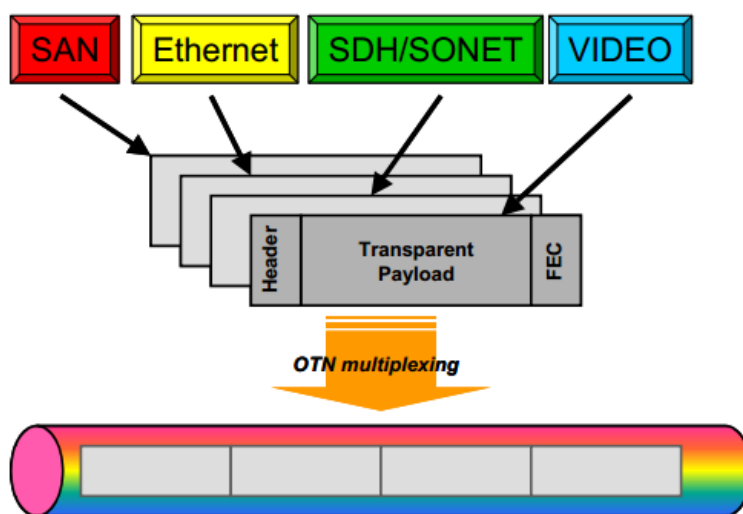 SAN
Ethernet
SDH/SONET
VIDEO
Header
Transparent
Payload
FEC
OTN multiplexing